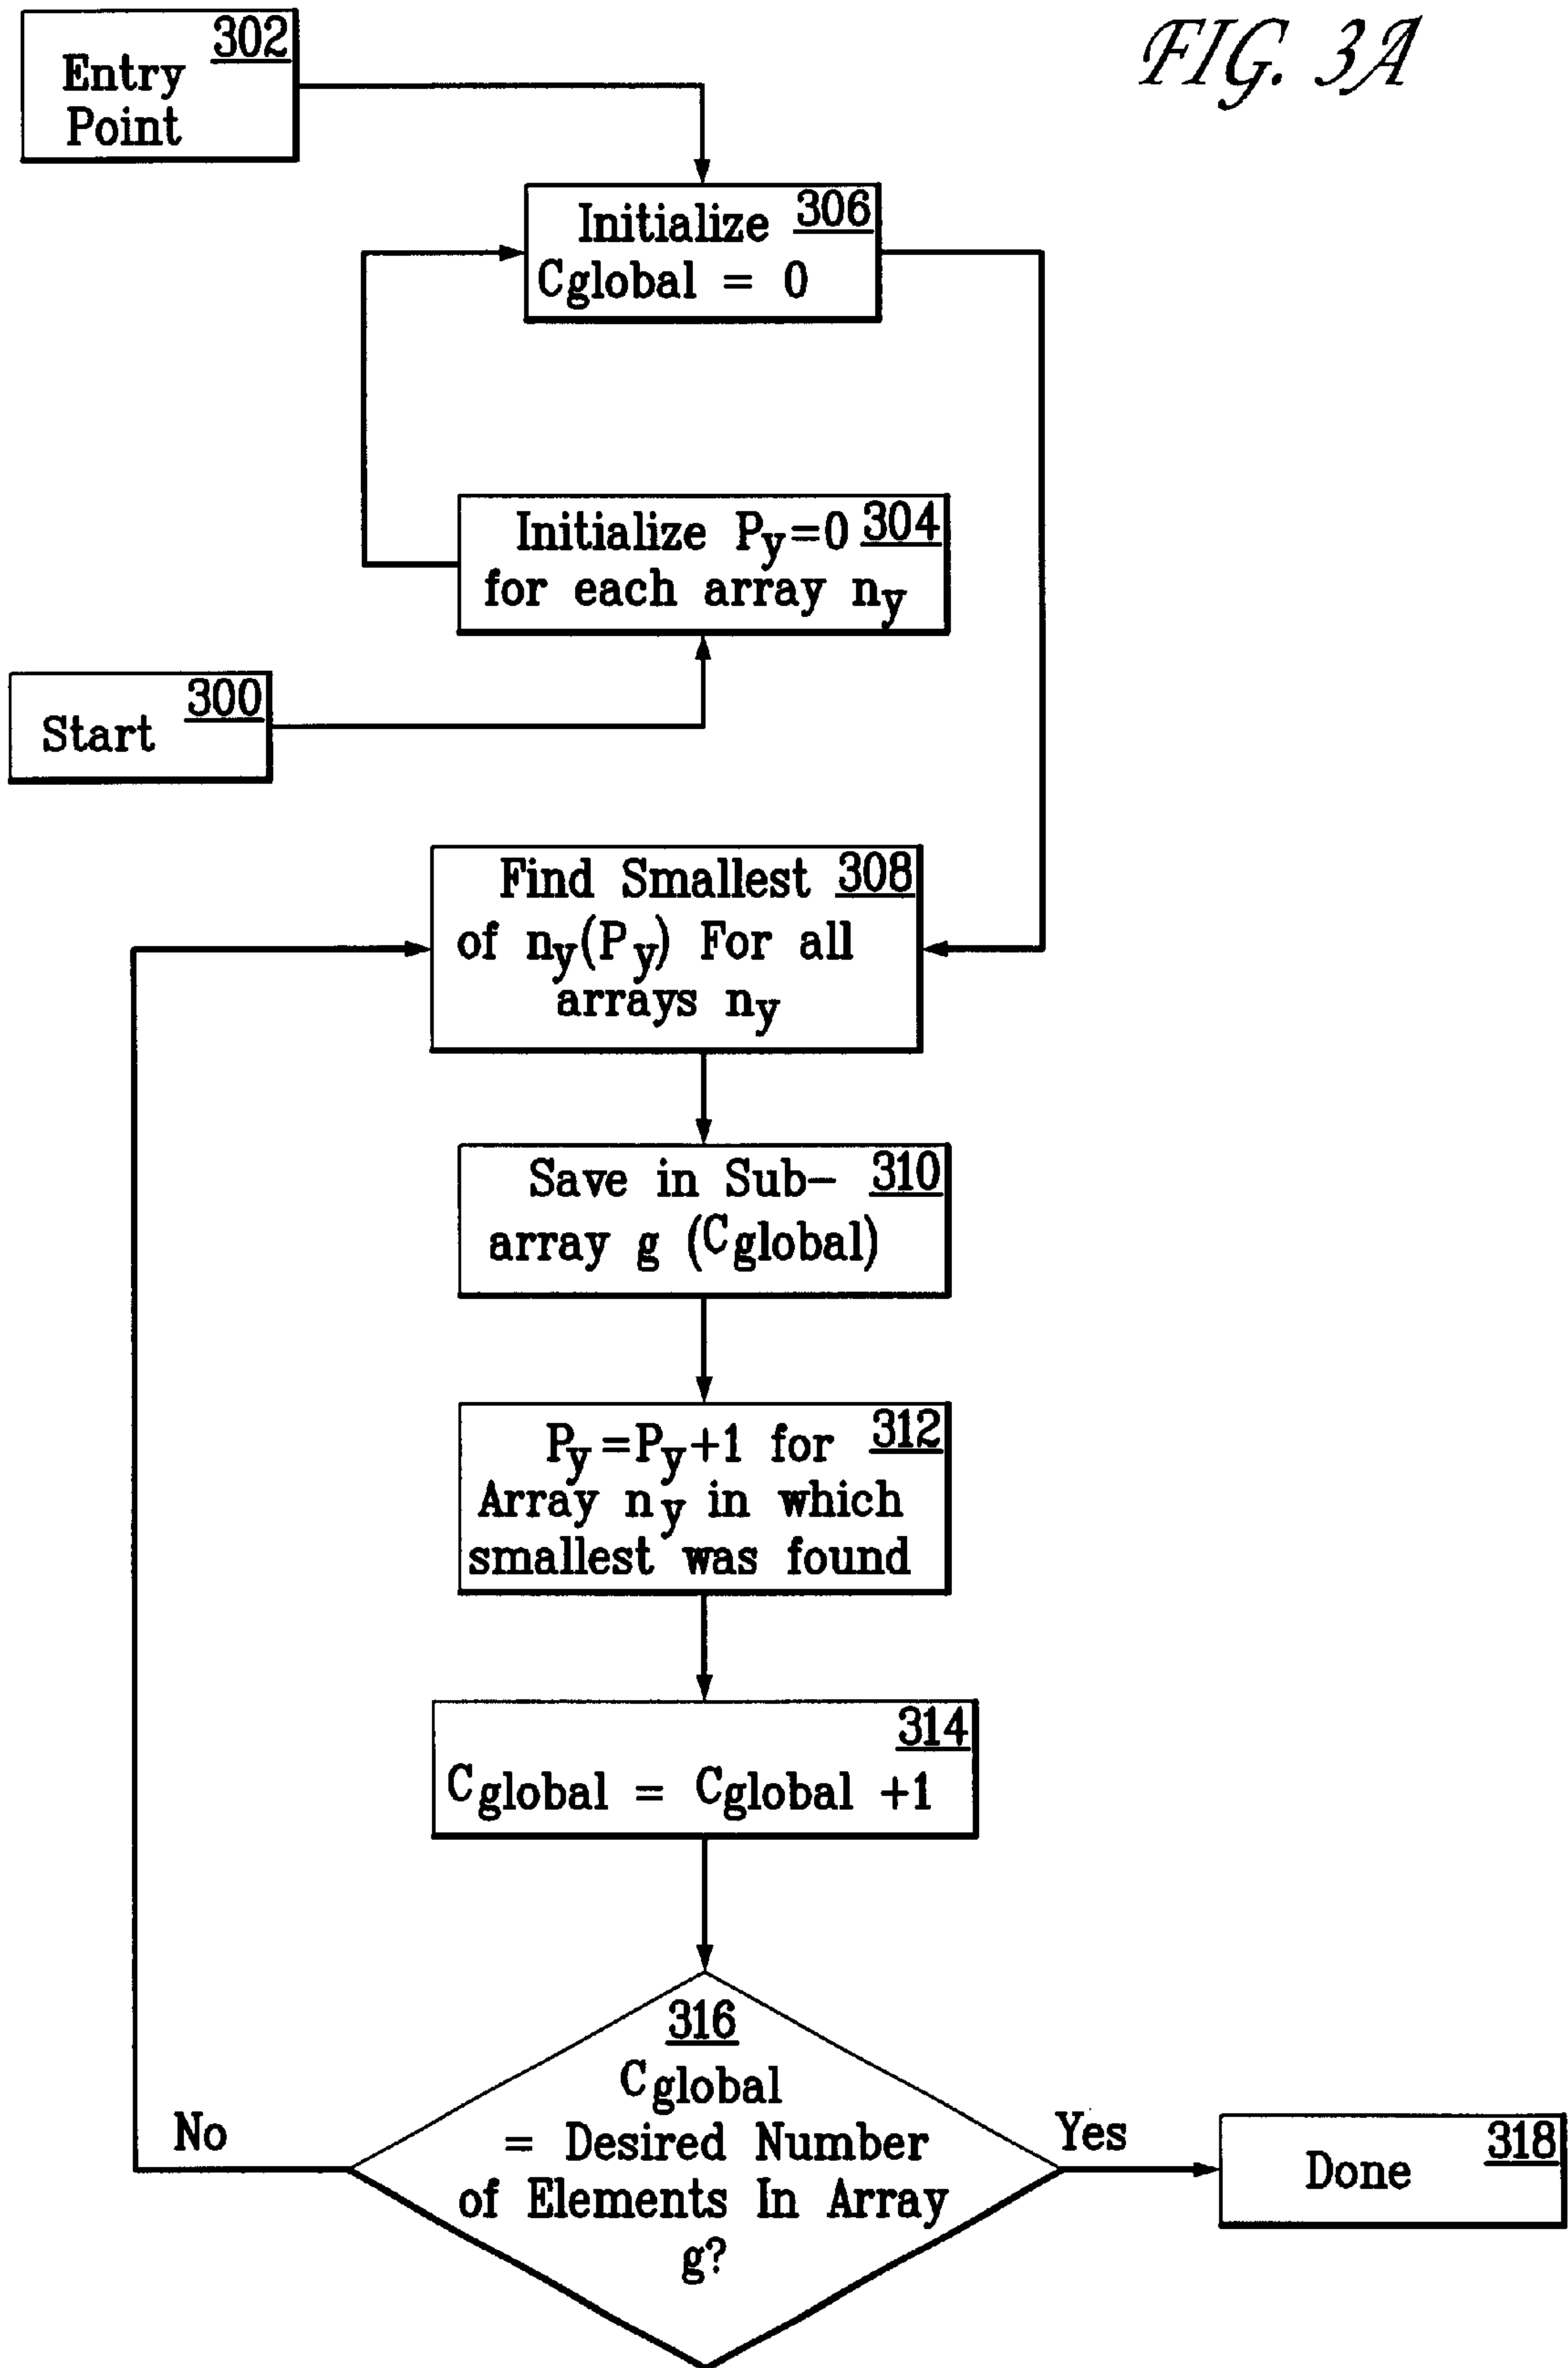 FIG. 3A
302
Entry
Point
Initialize 306
Cglobal = 0
Initialize Py=0 304
for each array ny
300
Start
Find Smallest 308
of ny(Py) For all
arrays ny
Save in Sub- 310
array g (Cglobal)
Py=Py+1 for 312
Array ny in which
smallest was found
314
Cglobal = Cglobal +1
316
Cglobal
= Desired Number
of Elements In Array
g?
No
Yes
318
Done